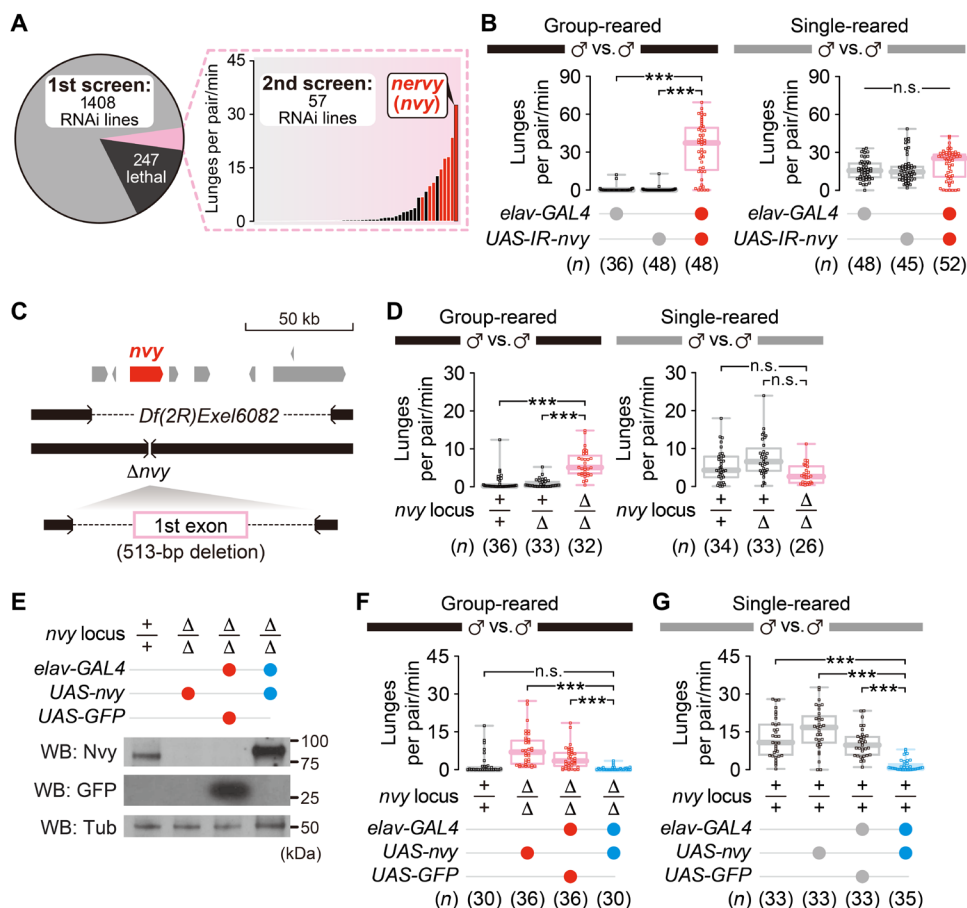 A
1st screen:
1408
RNAi lines
247
lethal
Lunges per pair/min
45
30
15
0
2nd screen:
57
RNAi lines
nervy
(nvy)
B
Group-reared
♂ vs. ♂
Lunges
per pair/min
90
60
30
0
***
***
elav-GAL4
UAS-IR-nvy
(n) (36) (48) (48)
Single-reared
♂ vs. ♂
Lunges
per pair/min
90
60
30
0
n.s.
elav-GAL4
UAS-IR-nvy
(n) (48) (45) (52)
C
50 kb
nvy
Df(2R)Exel6082
Δnvy
1st exon
(513-bp deletion)
D
Group-reared
♂ vs. ♂
Lunges
per pair/min
30
20
10
0
***
***
+ + Δ
nvy locus
+ Δ Δ
(n) (36) (33) (32)
Single-reared
♂ vs. ♂
Lunges
per pair/min
30
20
10
0
n.s.
n.s.
+ + Δ
nvy locus
+ Δ Δ
(n) (34) (33) (26)
E
+ Δ Δ Δ
nvy locus
+ Δ Δ Δ
elav-GAL4
UAS-nvy
UAS-GFP
WB: Nvy
100
75
WB: GFP
25
WB: Tub
50
(kDa)
F
Group-reared
♂ vs. ♂
Lunges
per pair/min
45
30
15
0
n.s.
***
***
+ Δ Δ Δ
nvy locus
+ Δ Δ Δ
elav-GAL4
UAS-nvy
UAS-GFP
(n) (30) (36) (36) (30)
G
Single-reared
♂ vs. ♂
Lunges
per pair/min
45
30
15
0
***
***
***
+ + + +
nvy locus
+ + + +
elav-GAL4
UAS-nvy
UAS-GFP
(n) (33) (33) (33) (35)